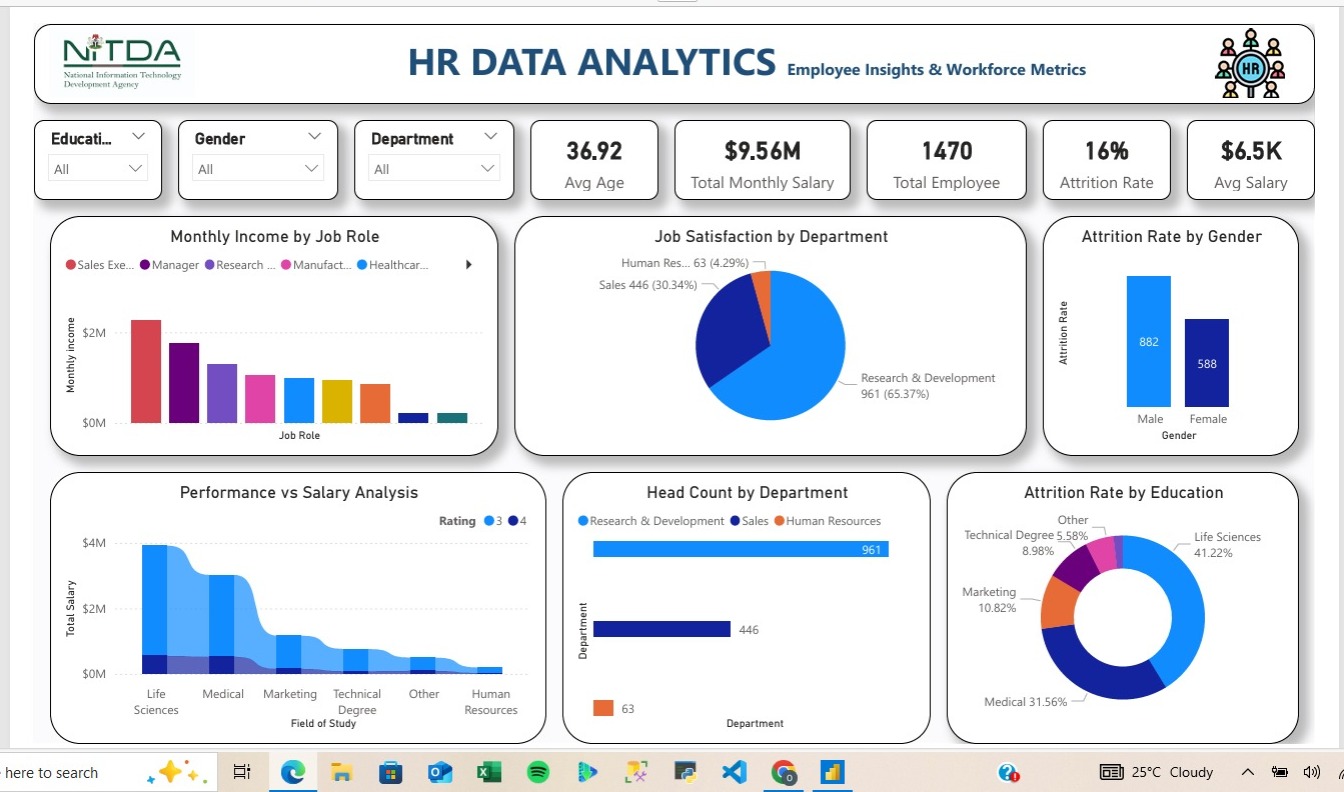 NiTDA
National Information Technology
Development Agency
HR DATA ANALYTICS Employee Insights & Workforce Metrics
HR
Educati...
All
Gender
All
Department
All
36.92
Avg Age
$9.56M
Total Monthly Salary
1470
Total Employee
16%
Attrition Rate
$6.5K
Avg Salary
Monthly Income by Job Role
Sales Exe... Manager Research ... Manufact... Healthcar...
Monthly income
$2M
$0M
Job Role
Job Satisfaction by Department
Human Res... 63 (4.29%)
Sales 446 (30.34%)
Research & Development
961 (65.37%)
Attrition Rate by Gender
Attrition Rate
882
588
Male Female
Gender
Performance vs Salary Analysis
Rating 3 4
Total Salary
$4M
$2M
$0M
Life
Sciences
Medical
Marketing
Technical
Degree
Other
Human
Resources
Field of Study
Head Count by Department
Research & Development Sales Human Resources
Department
961
446
63
Department
Attrition Rate by Education
Other
5.58%
Technical Degree
8.98%
Life Sciences
41.22%
Marketing
10.82%
Medical 31.56%
here to search
25°C Cloudy